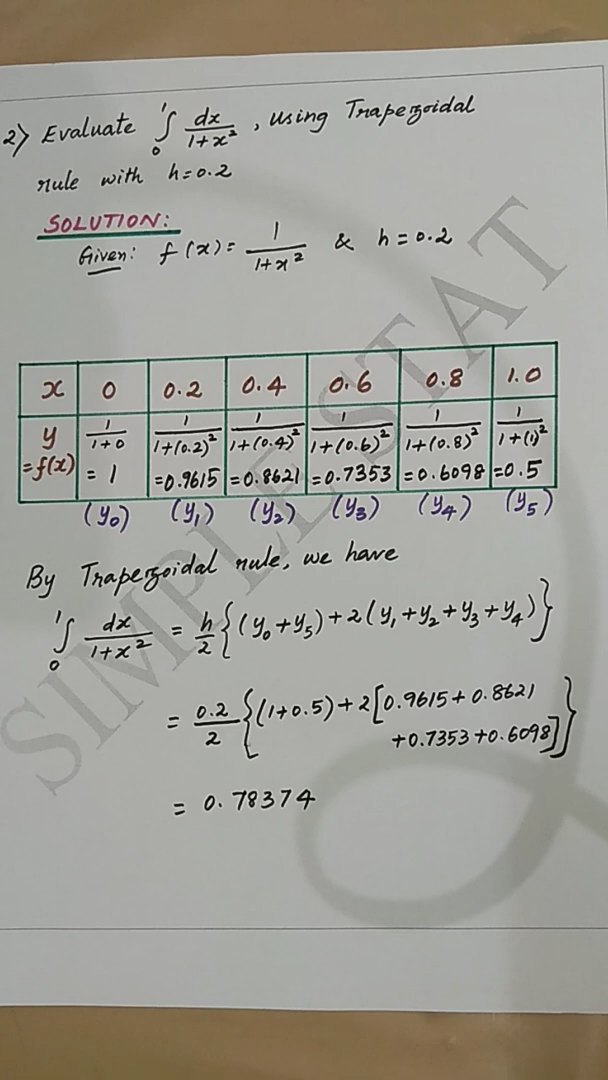 2) Evaluate ₀∫¹ dx/(1+x²), using Trapezoidal
rule with h=0.2
SOLUTION:
Given: f(x)= 1/(1+x²) & h=0.2
x 0 0.2 0.4 0.6 0.8 1.0
y =f(x) 1/(1+0) 1/(1+(0.2)²) 1/(1+(0.4)²) 1/(1+(0.6)²) 1/(1+(0.8)²) 1/(1+(1)²)
=1 =0.9615 =0.8621 =0.7353 =0.6098 =0.5
(y₀) (y₁) (y₂) (y₃) (y₄) (y₅)
By Trapezoidal rule, we have
₀∫¹ dx/(1+x²) = h/2 {(y₀+y₅)+2(y₁+y₂+y₃+y₄)}
= 0.2/2 {(1+0.5)+2[0.9615+0.8621
+0.7353+0.6098]}
= 0.78374
SIMPLE STAT